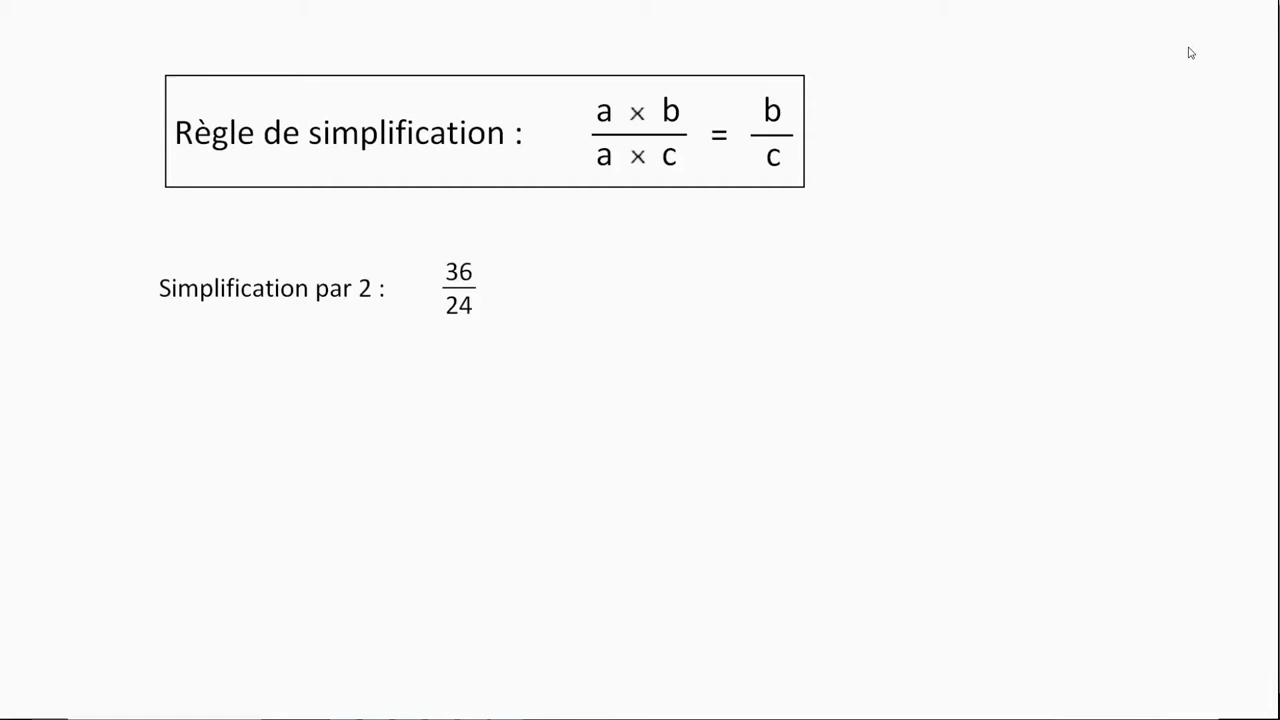 Règle de simplification : a × b / a × c = b / c
Simplification par 2 : 36 / 24